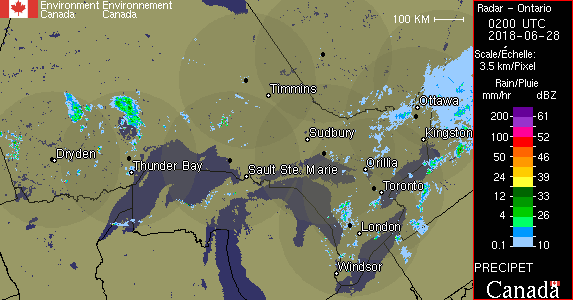 Environment Environnement
Canada Canada
100 KM
Timmins
Ottawa
Sudbury
Kingston
Dryden
Thunder Bay
Sault Ste. Marie
Orillia
Toronto
London
Windsor
Radar - Ontario
0200 UTC
2018-06-28
Scale/Échelle:
3.5 km/Pixel
Rain/Pluie
mm/hr dBZ
200 61
100 52
50 46
24 39
12 33
4 26
0.1 10
PRECIPET
Canada